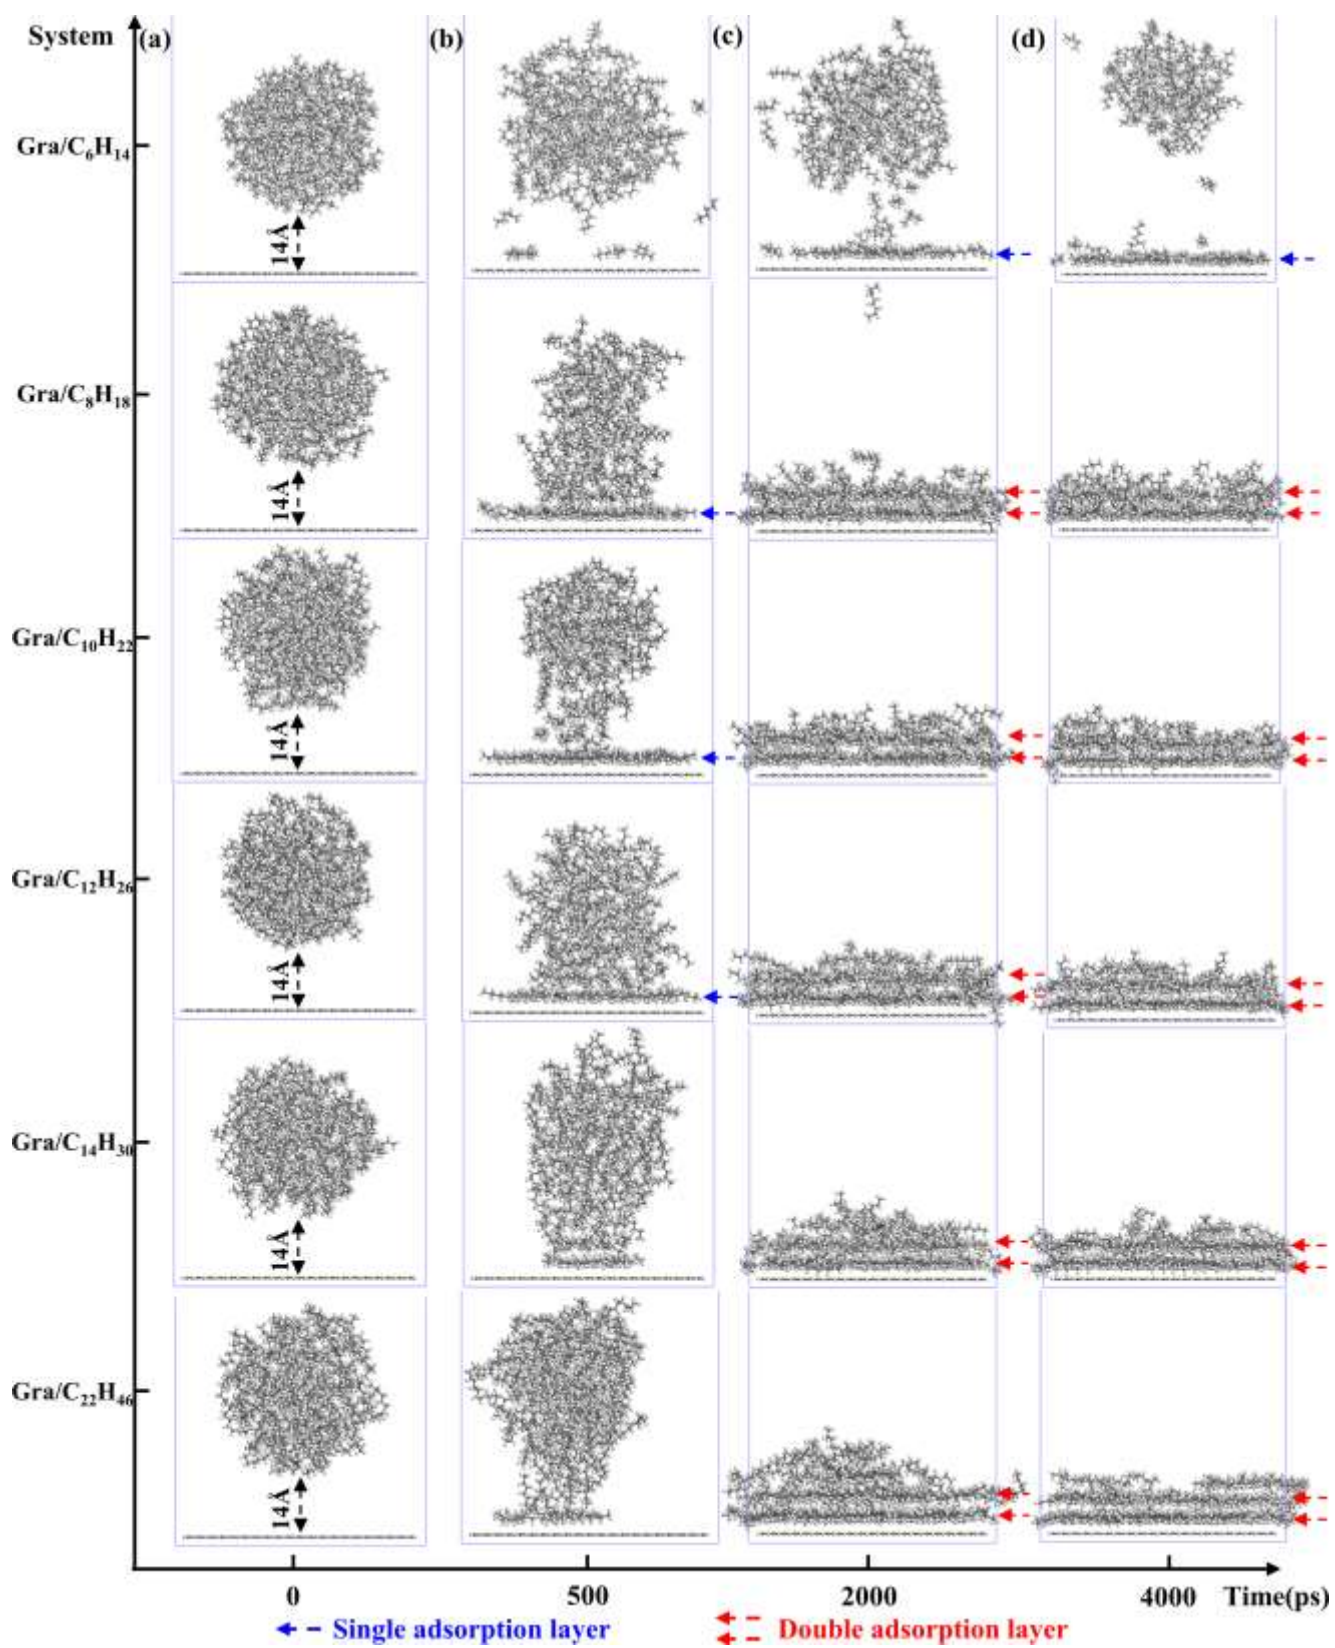 System (a) (b) (c) (d)
Gra/C₆H₁₄
14Å
Gra/C₈H₁₈
14Å
Gra/C₁₀H₂₂
14Å
Gra/C₁₂H₂₆
14Å
Gra/C₁₄H₃₀
14Å
Gra/C₂₂H₄₆
14Å
0 500 2000 4000 Time(ps)
Single adsorption layer Double adsorption layer